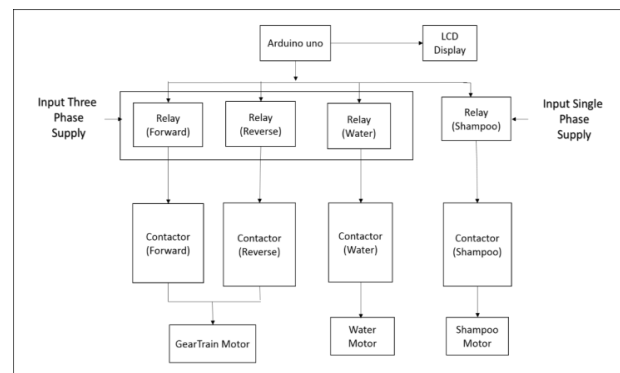 Arduino uno
LCD
Display
Input Three
Phase
Supply
Relay
(Forward)
Relay
(Reverse)
Relay
(Water)
Relay
(Shampoo)
Input Single
Phase
Supply
Contactor
(Forward)
Contactor
(Reverse)
Contactor
(Water)
Contactor
(Shampoo)
GearTrain Motor
Water
Motor
Shampoo
Motor